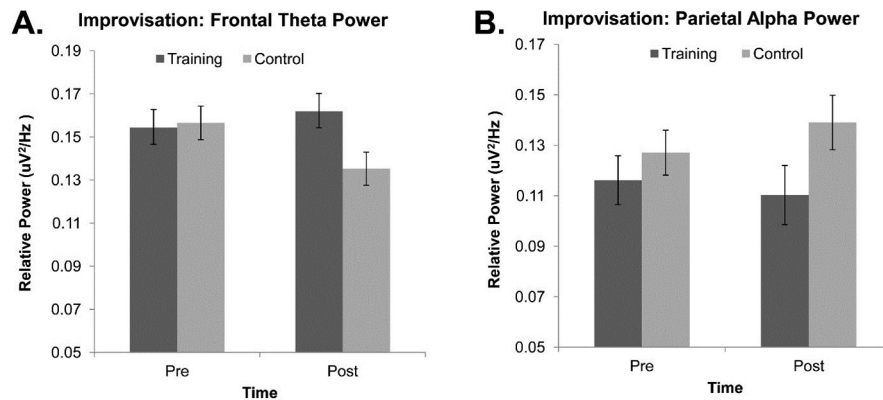 A.
Improvisation: Frontal Theta Power
Training Control
Relative Power (uV²/Hz )
0.19
0.17
0.15
0.13
0.11
0.09
0.07
0.05
Pre Post
Time
B.
Improvisation: Parietal Alpha Power
Training Control
Relative Power (uV²/Hz )
0.17
0.15
0.13
0.11
0.09
0.07
0.05
Pre Post
Time